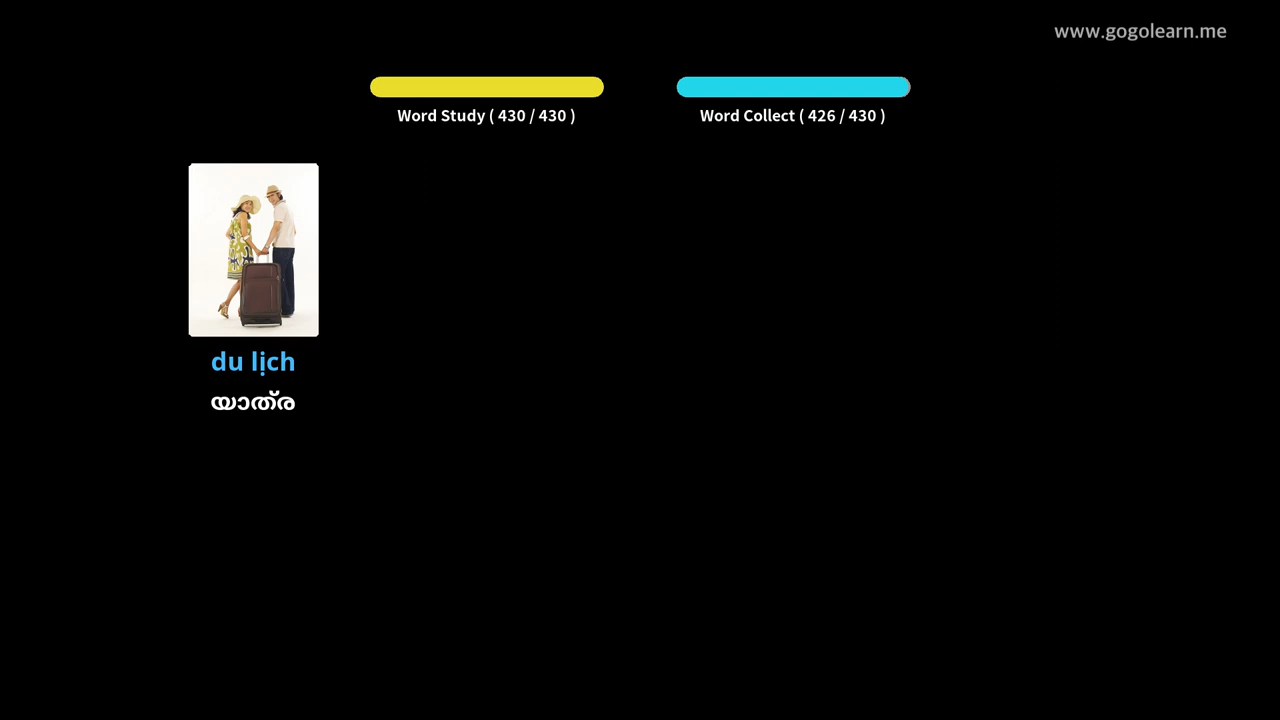 www.gogolearn.me
Word Study ( 430 / 430 )
Word Collect ( 426 / 430 )
du lịch
യാത്ര